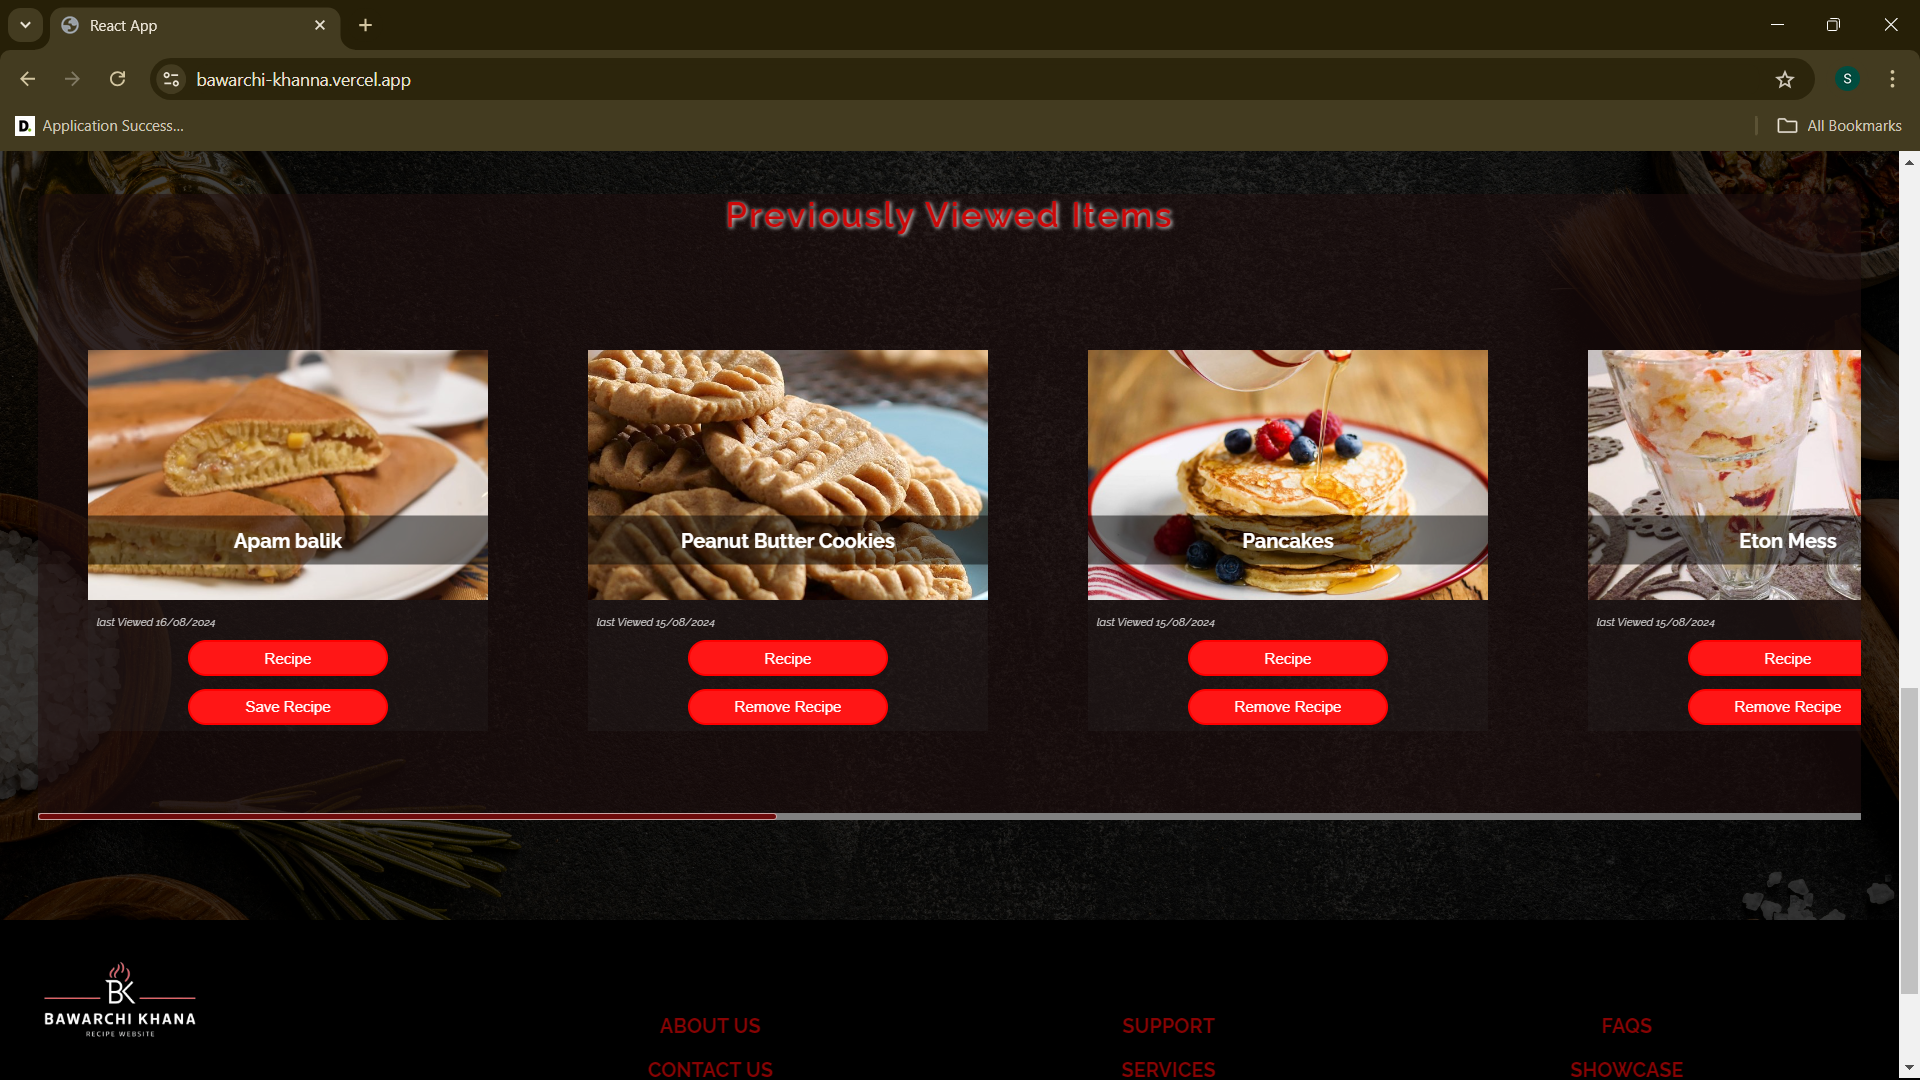 React App
bawarchi-khanna.vercel.app
S
D. Application Success...
All Bookmarks
Previously Viewed Items
Apam balik
Peanut Butter Cookies
Pancakes
Eton Mess
last Viewed 16/08/2024
last Viewed 15/08/2024
last Viewed 15/08/2024
last Viewed 15/08/2024
Recipe
Recipe
Recipe
Recipe
Save Recipe
Remove Recipe
Remove Recipe
Remove Recipe
BK
BAWARCHI KHANA
RECIPE WEBSITE
ABOUT US
SUPPORT
FAQS
CONTACT US
SERVICES
SHOWCASE